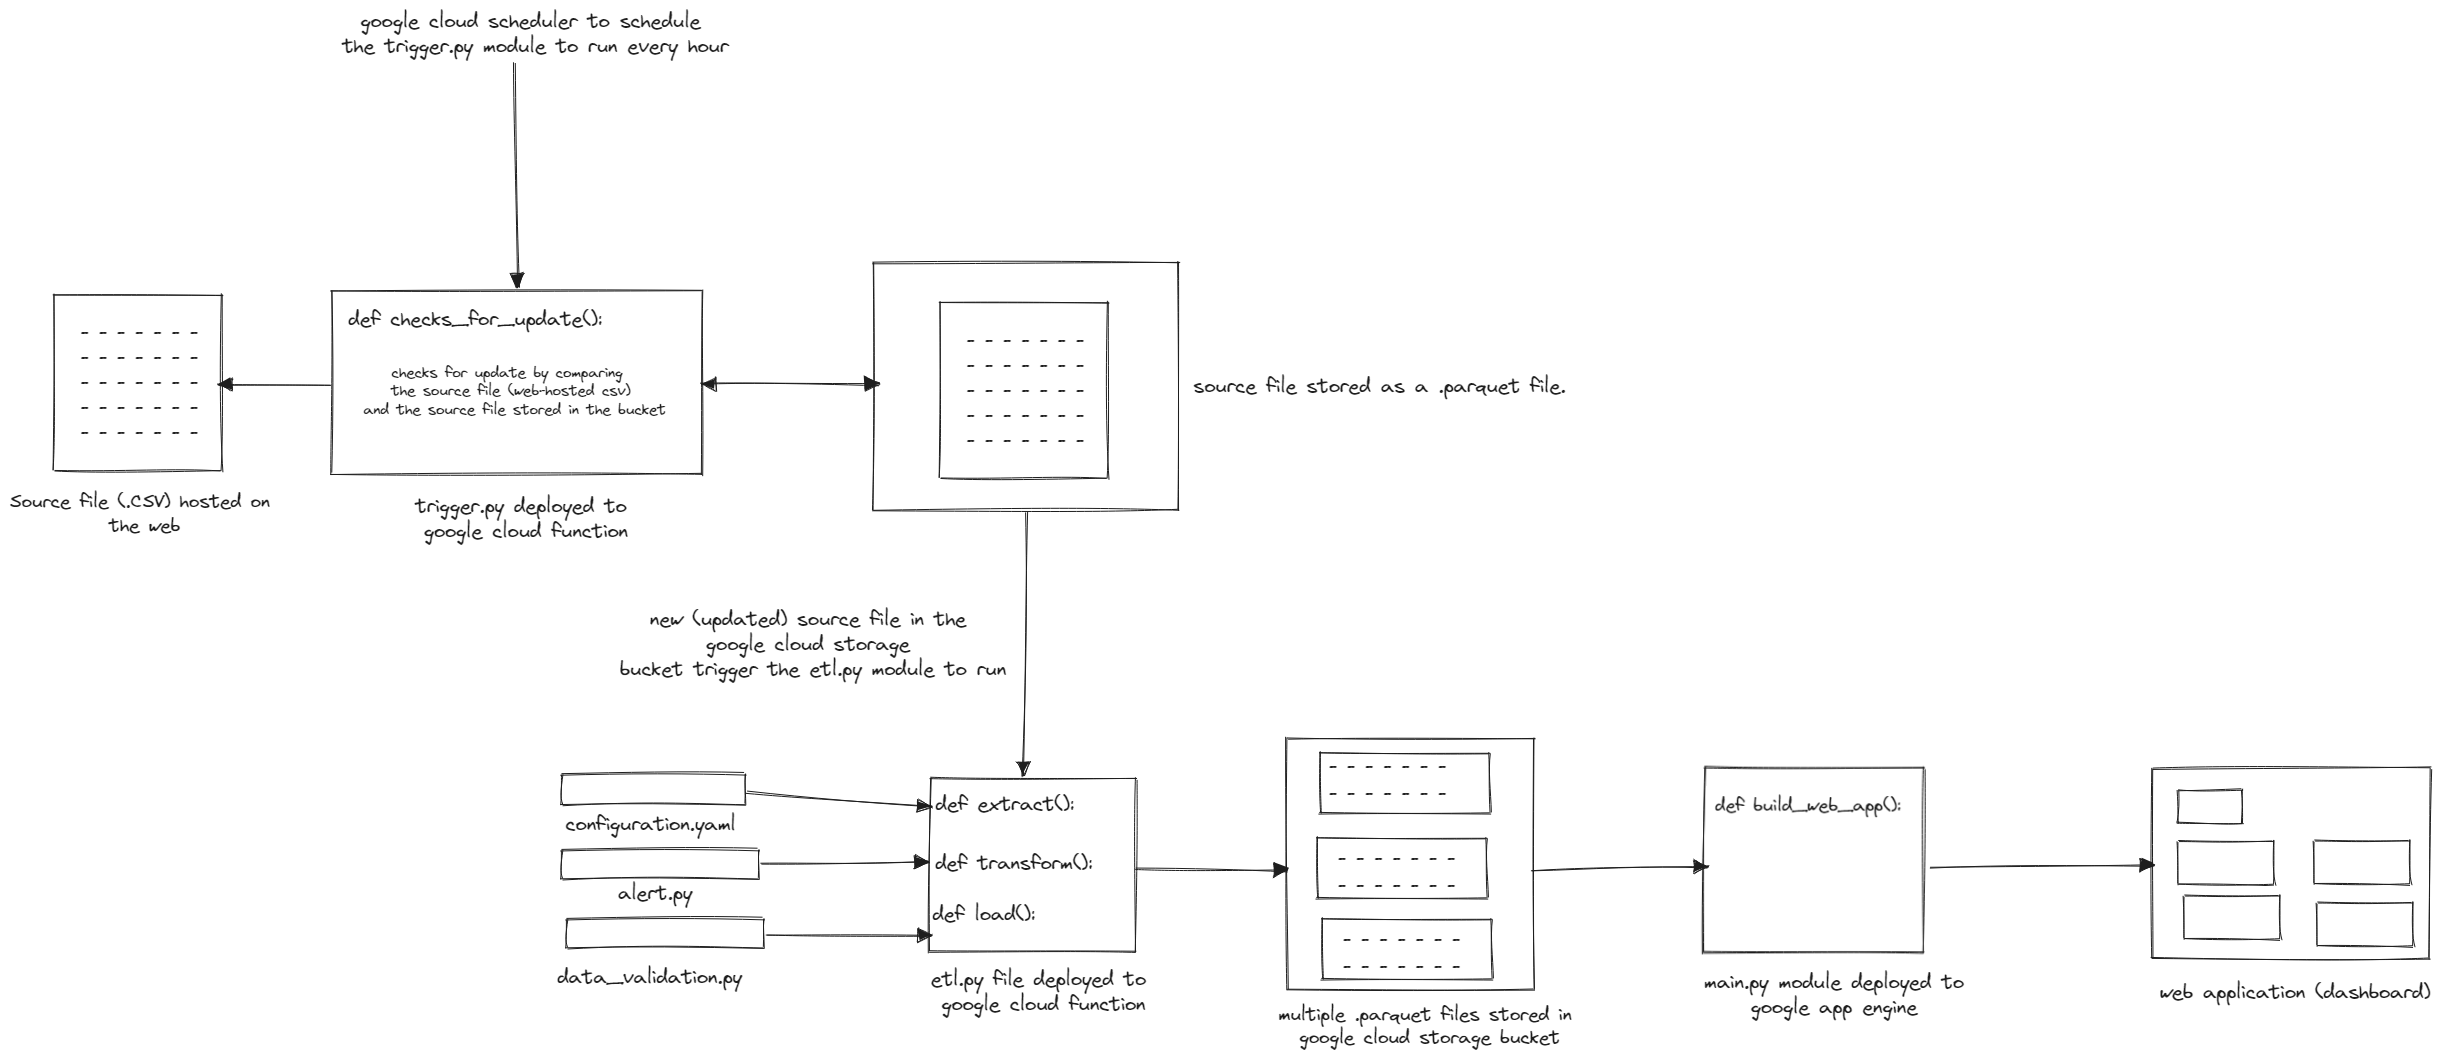 google cloud scheduler to schedule
the trigger.py module to run every hour
def checks_for_update():
checks for update by comparing
the source file (web-hosted csv)
and the source file stored in the bucket
source file stored as a .parquet file.
Source file (.CSV) hosted on
the web
trigger.py deployed to
google cloud function
new (updated) source file in the
google cloud storage
bucket trigger the etl.py module to run
configuration.yaml
alert.py
data_validation.py
def extract():
def transform():
def load():
etl.py file deployed to
google cloud function
multiple .parquet files stored in
google cloud storage bucket
def build_web_app():
main.py module deployed to
google app engine
web application (dashboard)